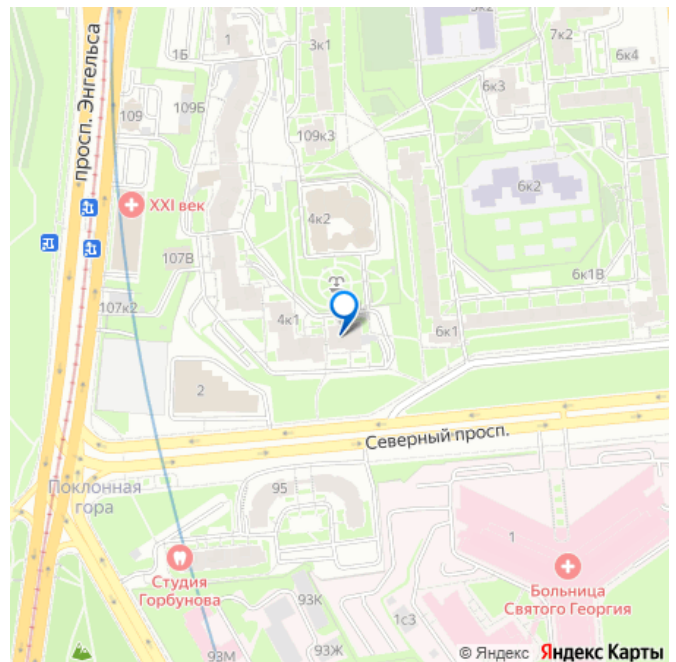 просп. Энгельса
1Б
1
3к1
7к2
6к4
6к3
109
109Б
109к3
XXI век
4к2
6к2
107В
6к1В
107к2
4к1
6к1
2
Северный просп.
Поклонная
гора
95
1
Студия
Горбунова
Больница
Святого Георгия
93К
1с3
93Ж
93М
© Яндекс Яндекс Карты